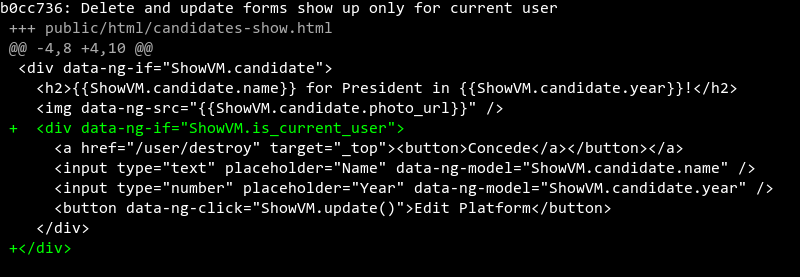 b0cc736: Delete and update forms show up only for current user
+++ public/html/candidates-show.html
@@ -4,8 +4,10 @@
<div data-ng-if="ShowVM.candidate">
<h2>{{ShowVM.candidate.name}} for President in {{ShowVM.candidate.year}}!</h2>
<img data-ng-src="{{ShowVM.candidate.photo_url}}" />
+ <div data-ng-if="ShowVM.is_current_user">
<a href="/user/destroy" target="_top"><button>Concede</a></button></a>
<input type="text" placeholder="Name" data-ng-model="ShowVM.candidate.name" />
<input type="number" placeholder="Year" data-ng-model="ShowVM.candidate.year" />
<button data-ng-click="ShowVM.update()">Edit Platform</button>
</div>
+</div>